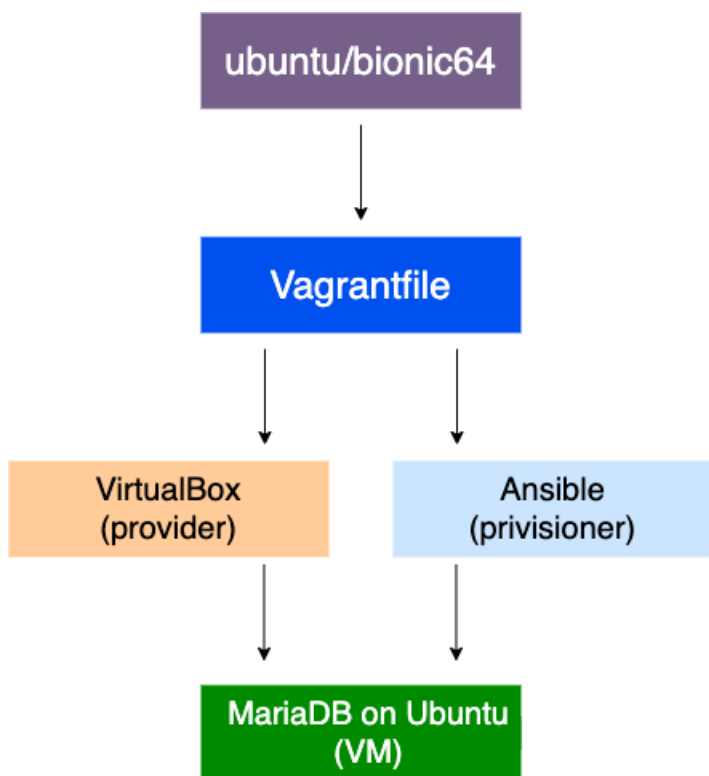 ubuntu/bionic64
Vagrantfile
VirtualBox
(provider)
Ansible
(privisioner)
MariaDB on Ubuntu
(VM)